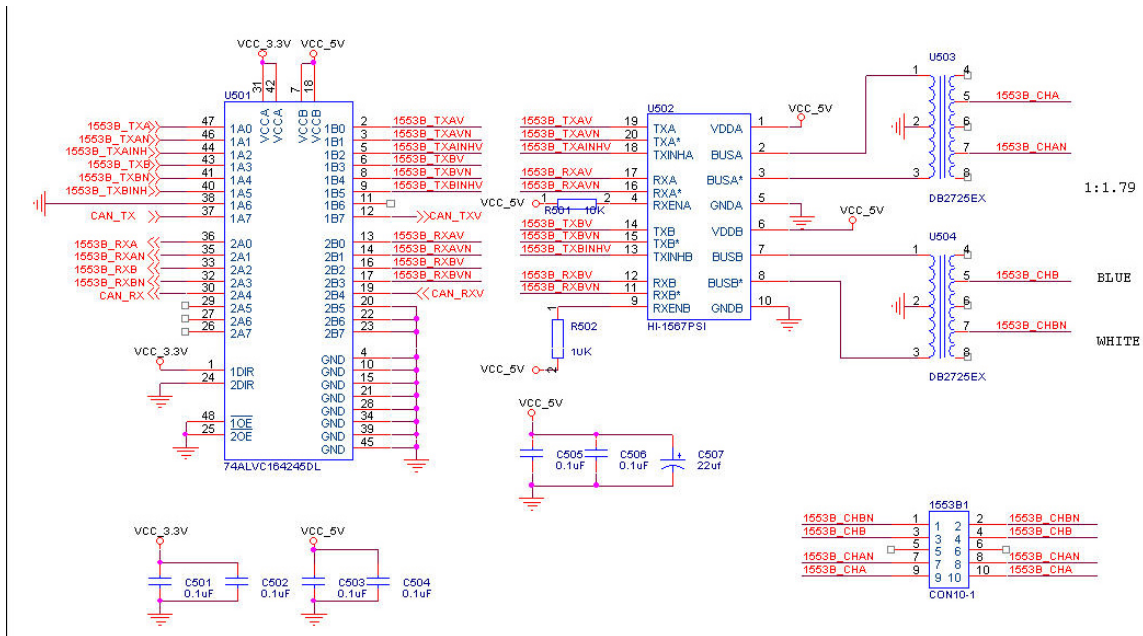 VCC_3.3V VCC_5V
U501
31 42 7 18
VCCA VCCA VCCB VCCB
1553B_TXA 47 1A0 1B0 2 1553B_TXAV
1553B_TXAN 46 1A1 1B1 3 1553B_TXAVN
1553B_TXAINH 44 1A2 1B2 5 1553B_TXAINHV
1553B_TXB 43 1A3 1B3 6 1553B_TXBV
1553B_TXBN 41 1A4 1B4 8 1553B_TXBVN
1553B_TXBINH 40 1A5 1B5 9 1553B_TXBINHV
38 1A6 1B6 11
CAN_TX 37 1A7 1B7 12 CAN_TXV
1553B_RXA 36 2A0 2B0 13 1553B_RXAV
1553B_RXAN 35 2A1 2B1 14 1553B_RXAVN
1553B_RXB 33 2A2 2B2 16 1553B_RXBV
1553B_RXBN 32 2A3 2B3 17 1553B_RXBVN
CAN_RX 30 2A4 2B4 19 CAN_RXV
29 2A5 2B5 20
27 2A6 2B6 22
26 2A7 2B7 23
VCC_3.3V
GND 4
1 1DIR GND 10
24 2DIR GND 15
GND 21
GND 28
48 1OE GND 34
25 2OE GND 39
GND 45
74ALVC164245DL
U502
VCC_5V
1553B_TXAV 19 TXA VDDA 1
1553B_TXAVN 20 TXA*
1553B_TXAINHV 18 TXINHA BUSA 2
1553B_RXAV 17 RXA BUSA* 3
1553B_RXAVN 16 RXA*
VCC_5V 1 R501 10K 2 4 RXENA GNDA 5
VCC_5V
1553B_TXBV 14 TXB VDDB 6
1553B_TXBVN 15 TXB*
1553B_TXBINHV 13 TXINHB BUSB 7
1553B_RXBV 12 RXB BUSB* 8
1553B_RXBVN 11 RXB*
9 RXENB GNDB 10
HI-1567PSI
1
R502
2
VCC_5V
U503
1 4
5 1553B_CHA
2 6
7 1553B_CHAN
3 8
DB2725EX
1:1.79
U504
4
1 5 1553B_CHB
BLUE
2 6
7 1553B_CHBN
WHITE
3 8
DB2725EX
VCC_5V
C505 0.1uF
C506 0.1uF
C507 22uf
+
VCC_3.3V
C501 0.1uF
C502 0.1uF
VCC_5V
C503 0.1uF
C504 0.1uF
1553B1
1553B_CHBN 1 1 2 2 1553B_CHBN
1553B_CHB 3 3 4 4 1553B_CHB
5 5 6 6
1553B_CHAN 7 7 8 8 1553B_CHAN
1553B_CHA 9 9 10 10 1553B_CHA
CON10-1